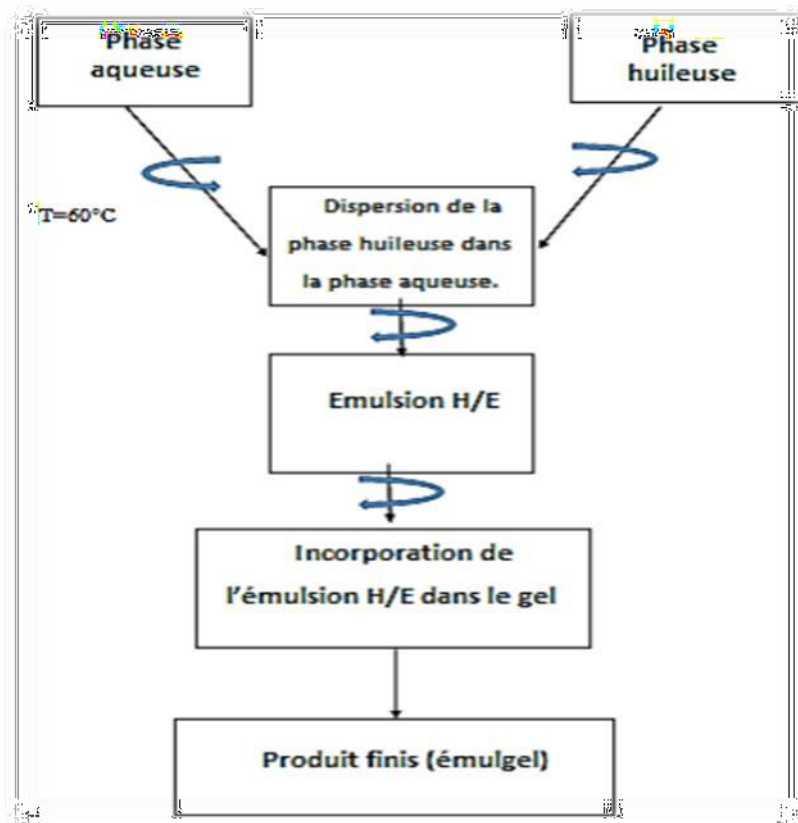 Phase
aqueuse
Phase
huileuse
T=60°C
Dispersion de la
phase huileuse dans
la phase aqueuse.
Emulsion H/E
Incorporation de
l'émulsion H/E dans le gel
Produit finis (émulgel)